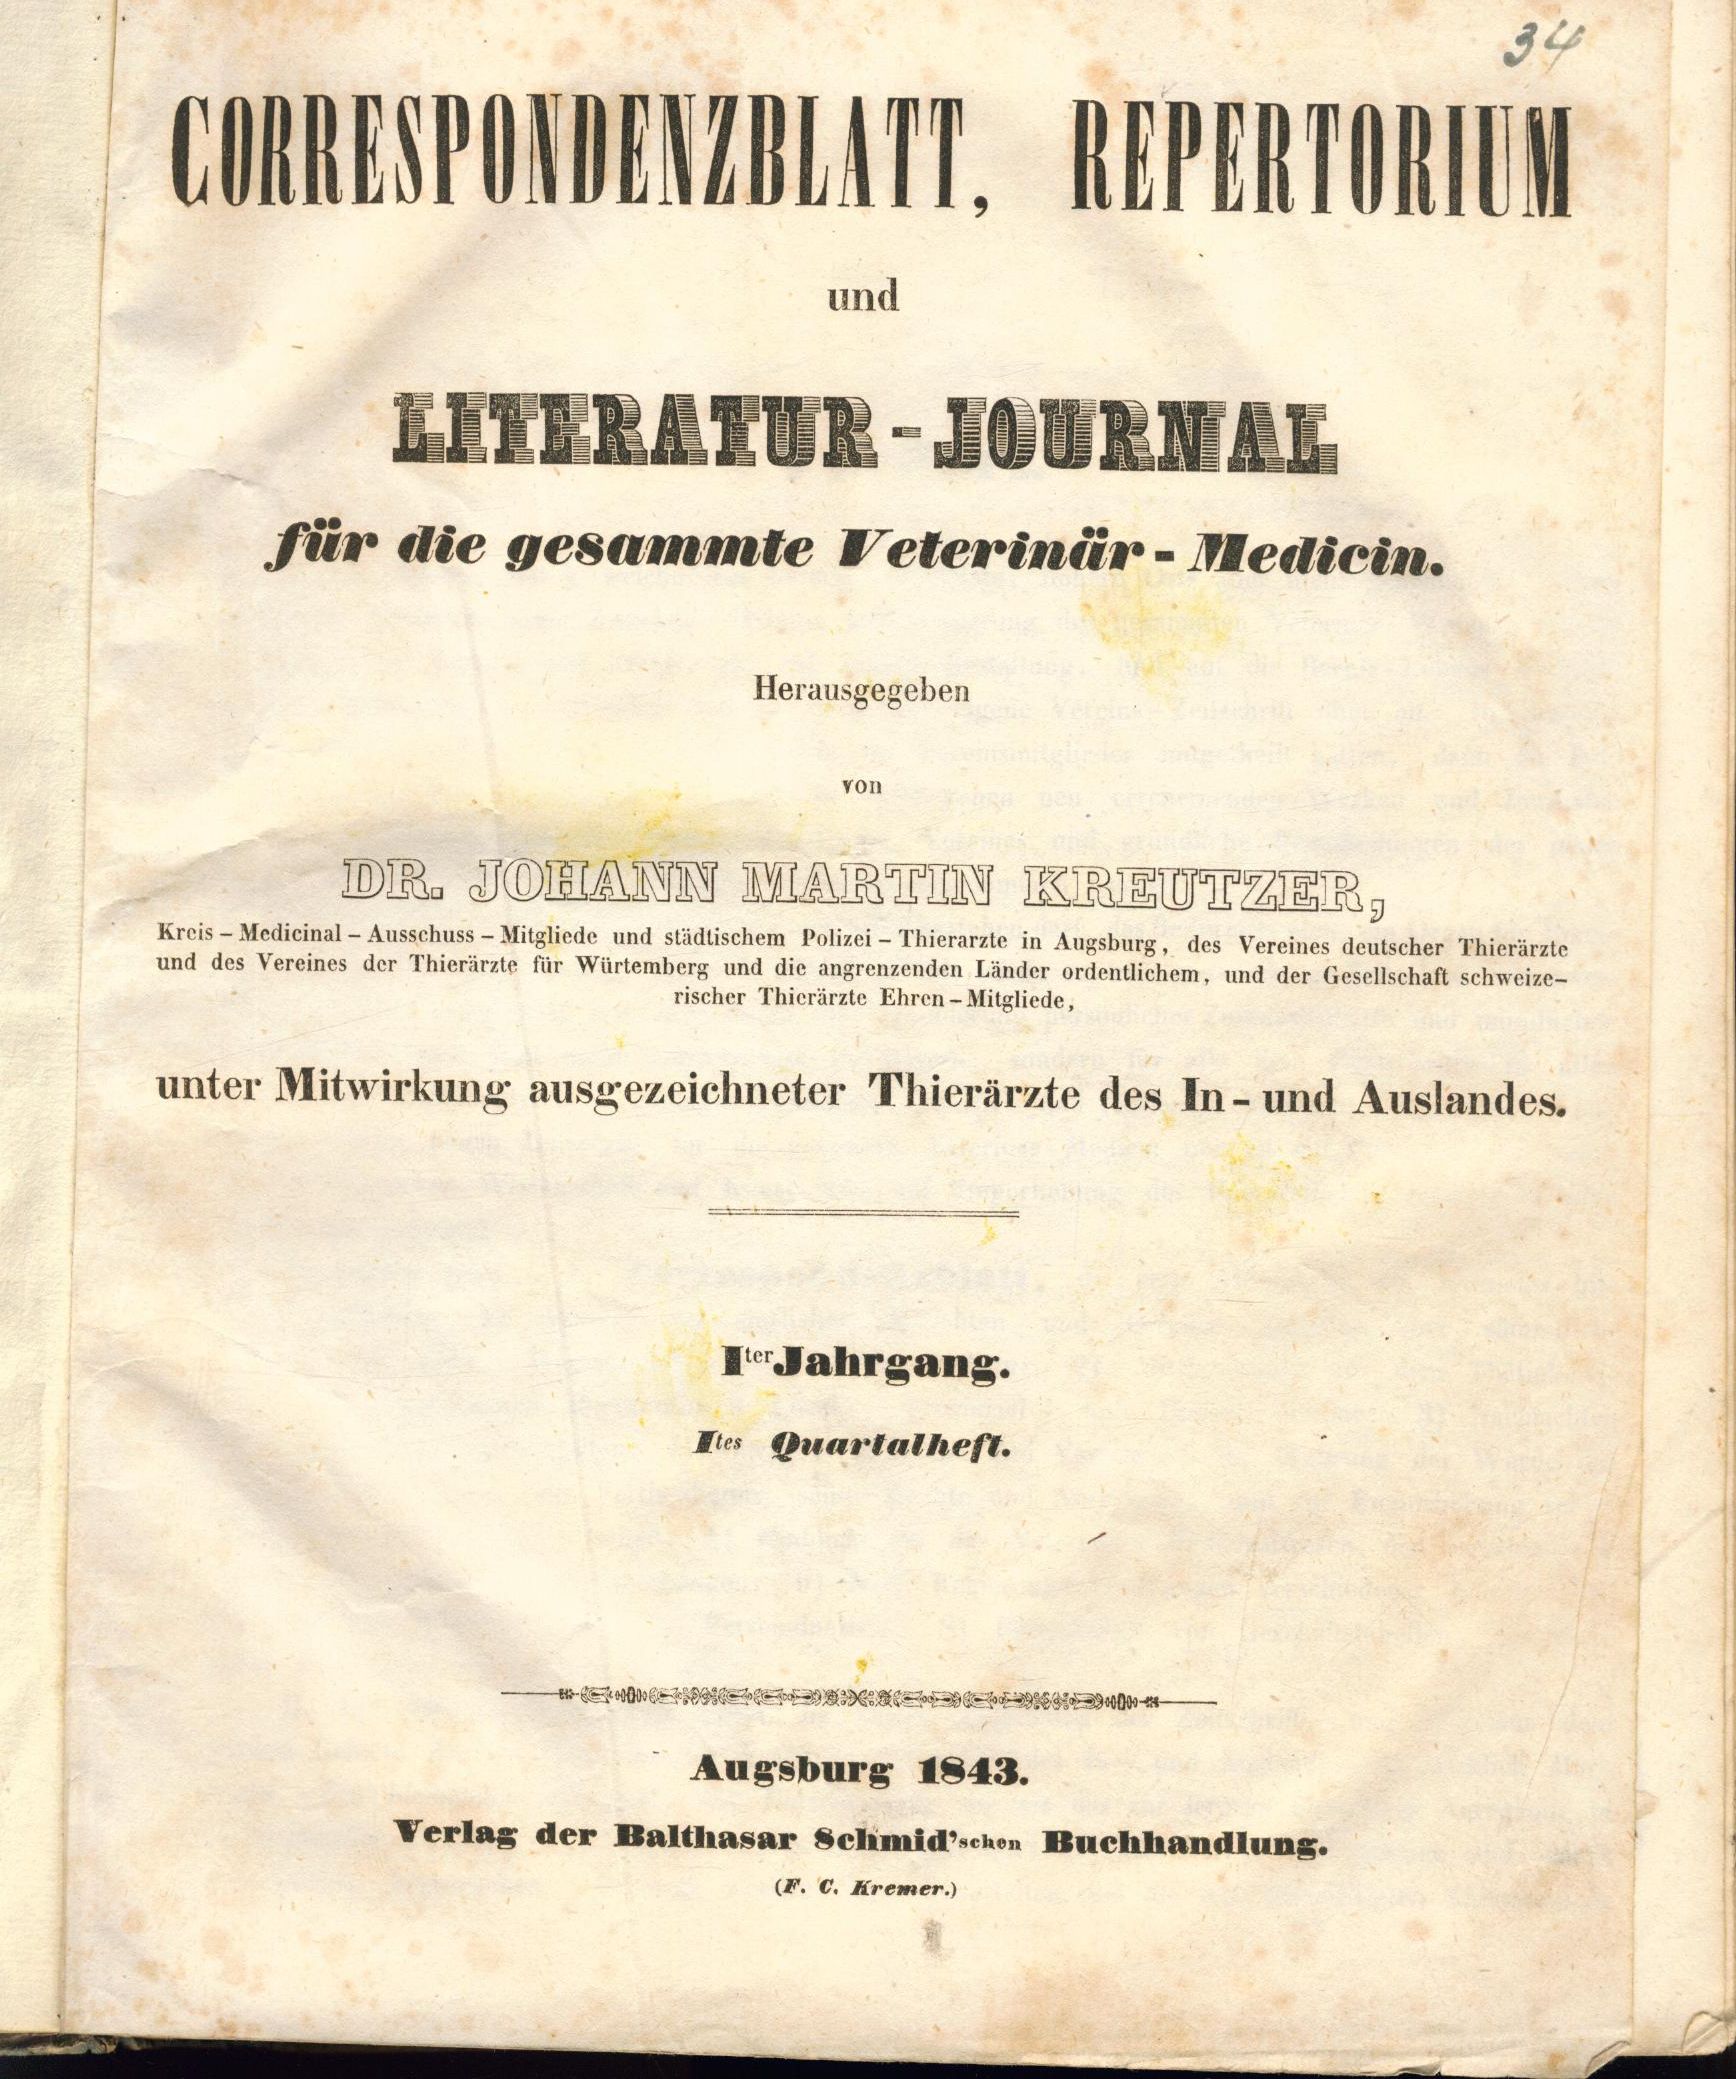 34
CORRESPONDENZBLATT, REPERTORIUM
und
LITERATUR-JOURNAL
für die gesammte Veterinär-Medicin.
Herausgegeben
von
DR. JOHANN MARTIN KREUTZER,
Kreis-Medicinal-Ausschuss-Mitgliede und städtischem Polizei-Thierarzte in Augsburg, des Vereines deutscher Thierärzte
und des Vereines der Thierärzte für Würtemberg und die angrenzenden Länder ordentlichem, und der Gesellschaft schweize-
rischer Thierärzte Ehren-Mitgliede,
unter Mitwirkung ausgezeichneter Thierärzte des In- und Auslandes.
Iter Jahrgang.
Ites Quartalheft.
Augsburg 1843.
Verlag der Balthasar Schmid'schen Buchhandlung.
(F. C. Kremer.)